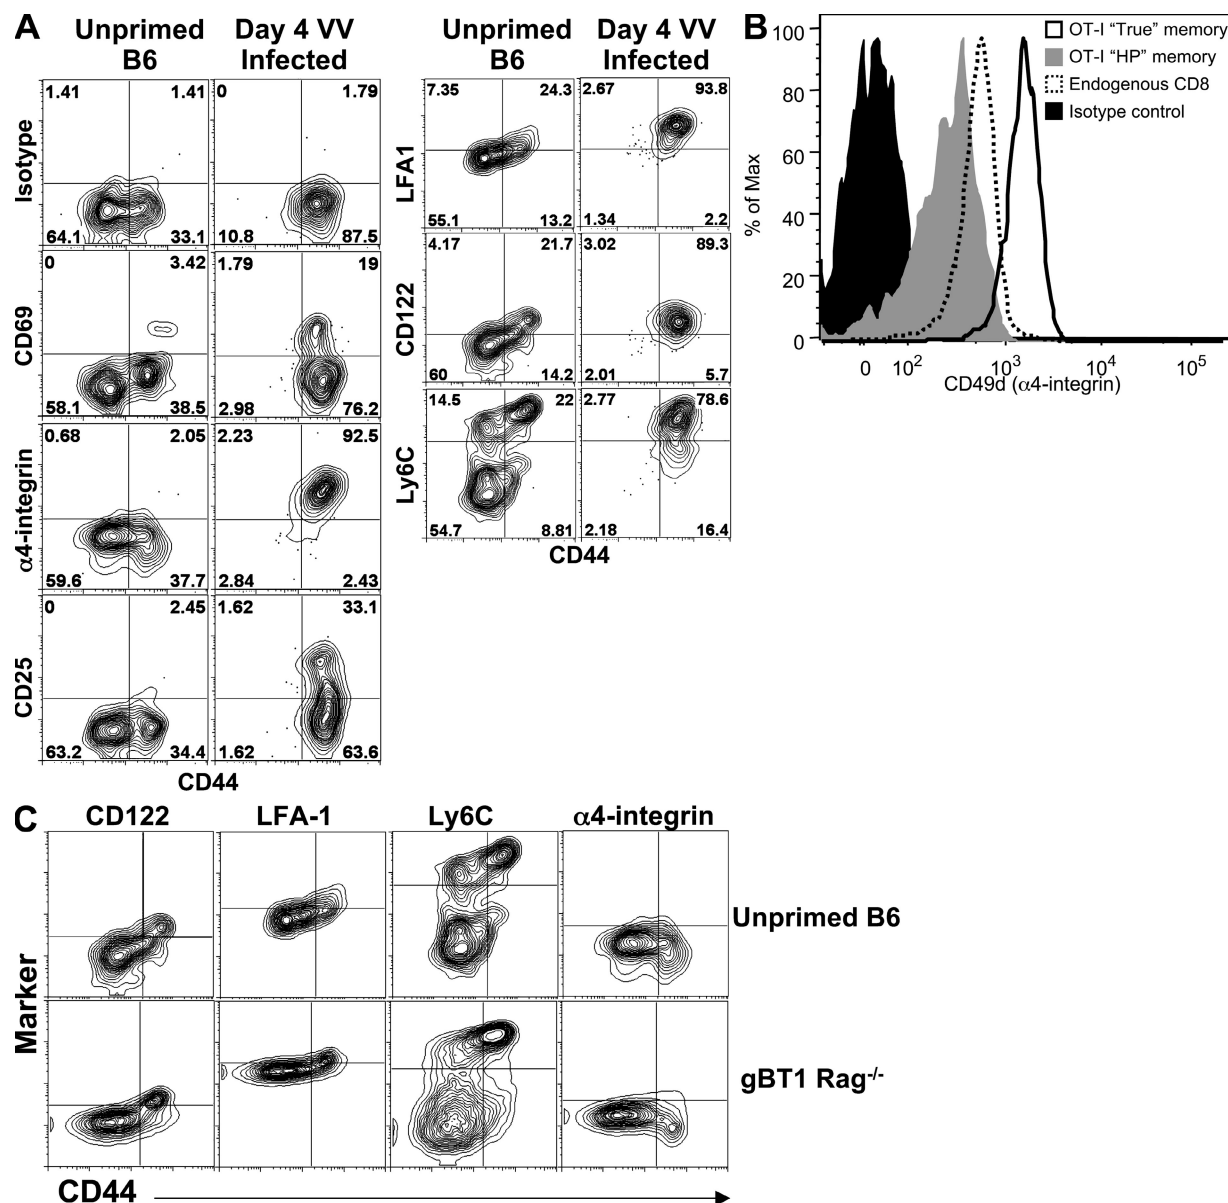 A
Unprimed B6
Day 4 VV Infected
Isotype
1.41 1.41
64.1 33.1
0 1.79
10.8 87.5
CD69
0 3.42
58.1 38.5
1.79 19
2.98 76.2
α4-integrin
0.68 2.05
59.6 37.7
2.23 92.5
2.84 2.43
CD25
0 2.45
63.2 34.4
1.62 33.1
1.62 63.6
CD44
Unprimed B6
Day 4 VV Infected
LFA1
7.35 24.3
55.1 13.2
2.67 93.8
1.34 2.2
CD122
4.17 21.7
60 14.2
3.02 89.3
2.01 5.7
Ly6C
14.5 22
54.7 8.81
2.77 78.6
2.18 16.4
CD44
B
% of Max
100
80
60
40
20
0
0 10² 10³ 10⁴ 10⁵
CD49d (α4-integrin)
OT-I “True” memory
OT-I “HP” memory
Endogenous CD8
Isotype control
C
CD122 LFA-1 Ly6C α4-integrin
Unprimed B6
gBT1 Rag-/-
Marker
CD44